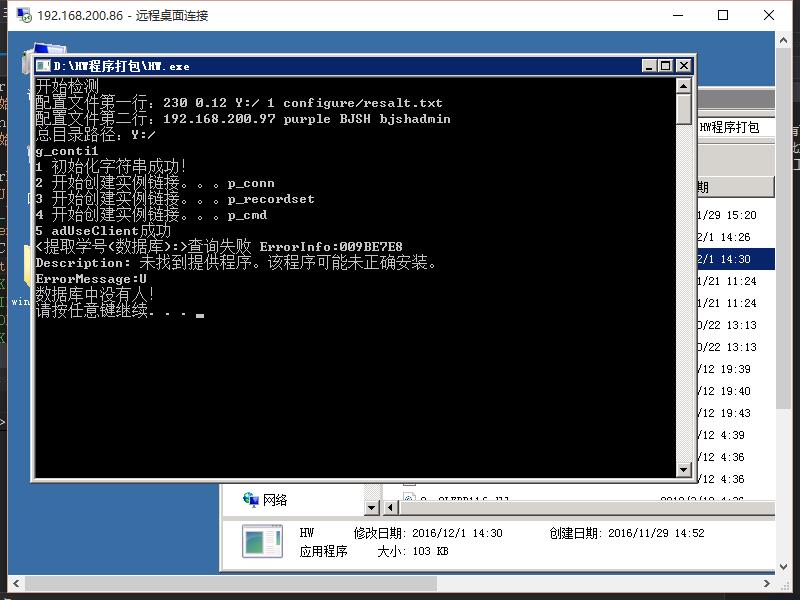 192.168.200.86 - 远程桌面连接
D:\HW程序打包\HW.exe
开始检测
配置文件第一行：230 0.12 Y:/ 1 configure/resalt.txt
配置文件第二行：192.168.200.97 purple BJSH bjshadmin
总目录路径：Y:/
g_conti1
1 初始化字符串成功！
2 开始创建实例链接。。。p_conn
3 开始创建实例链接。。。p_recordset
4 开始创建实例链接。。。p_cmd
5 adUseClient成功
<提取学号<数据库>:>查询失败 ErrorInfo:009BE7E8
Description: 未找到提供程序。该程序可能未正确安装。
ErrorMessage:U
数据库中没有人！
请按任意键继续. . .
HW程序打包
期
1/29 15:20
2/1 14:26
2/1 14:30
1/21 11:24
1/21 11:24
0/22 13:13
0/22 13:13
/12 19:39
/12 19:40
/12 19:43
/12 4:39
/12 4:36
/12 4:36
win
网络
HW 修改日期: 2016/12/1 14:30 创建日期: 2016/11/29 14:52
应用程序 大小: 103 KB